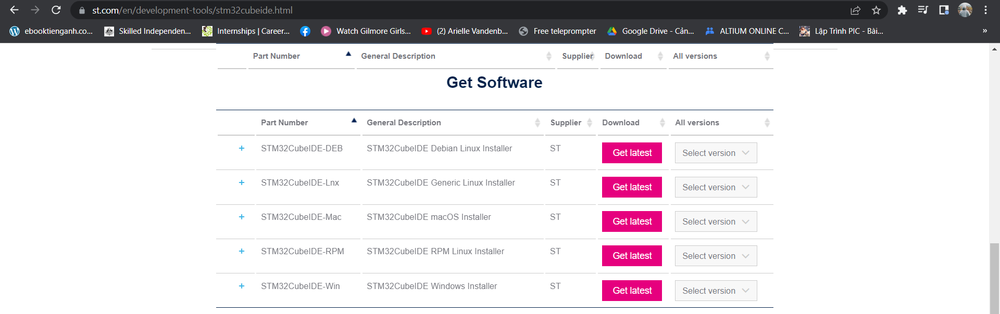 st.com/en/development-tools/stm32cubeide.html
ebooktienganh.co... Skilled Independen... Internships | Career... Watch Gilmore Girls... (2) Arielle Vandenb... Free teleprompter Google Drive - Cản... ALTIUM ONLINE C... Lập Trình PIC - Bài... »
Part Number General Description Supplier Download All versions
Get Software
Part Number General Description Supplier Download All versions
+ STM32CubeIDE-DEB STM32CubeIDE Debian Linux Installer ST Get latest Select version
+ STM32CubeIDE-Lnx STM32CubeIDE Generic Linux Installer ST Get latest Select version
+ STM32CubeIDE-Mac STM32CubeIDE macOS Installer ST Get latest Select version
+ STM32CubeIDE-RPM STM32CubeIDE RPM Linux Installer ST Get latest Select version
+ STM32CubeIDE-Win STM32CubeIDE Windows Installer ST Get latest Select version